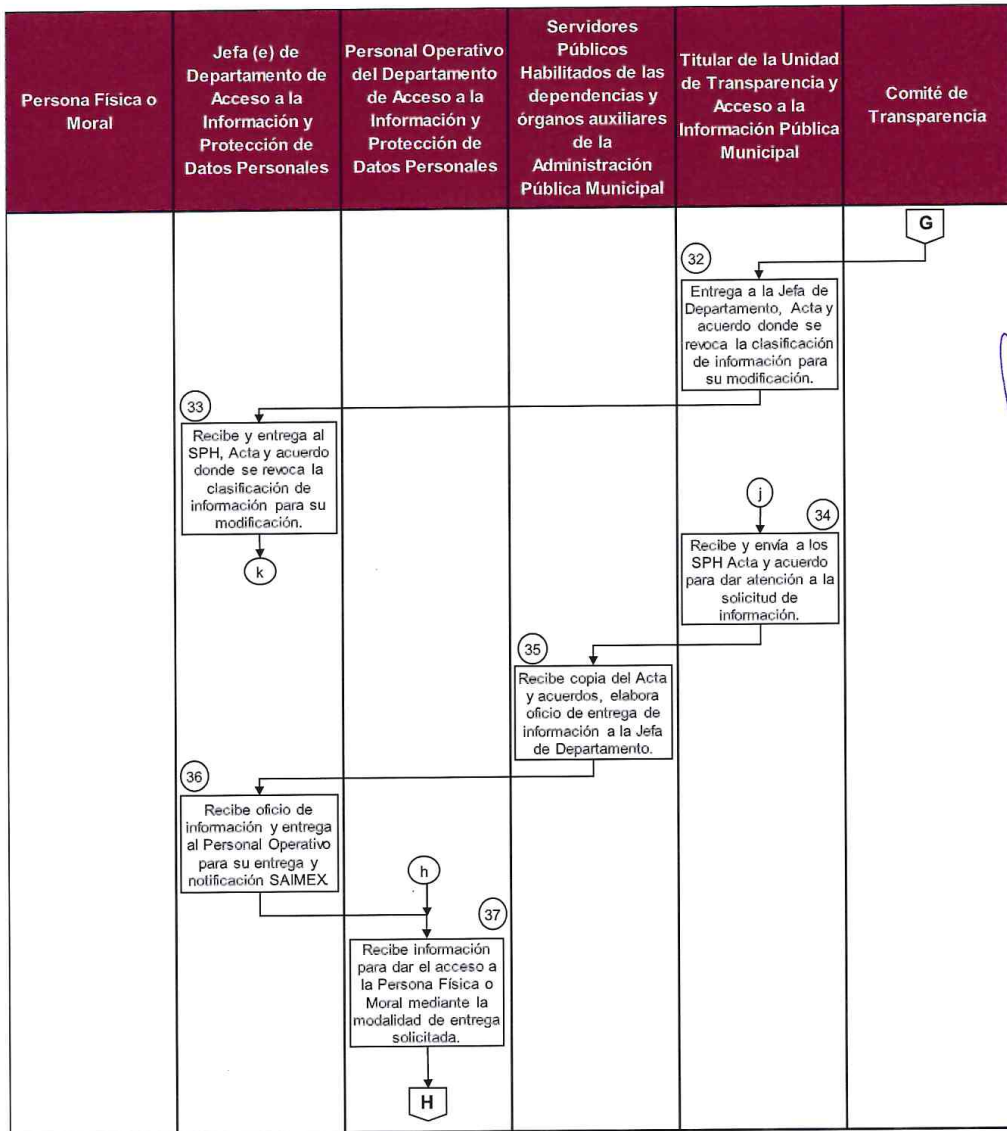 Persona Física o
Moral
Jefa (e) de
Departamento de
Acceso a la
Información y
Protección de
Datos Personales
Personal Operativo
del Departamento
de Acceso a la
Información y
Protección de
Datos Personales
Servidores
Públicos
Habilitados de las
dependencias y
órganos auxiliares
de la
Administración
Pública Municipal
Titular de la Unidad
de Transparencia y
Acceso a la
Información Pública
Municipal
Comité de
Transparencia
G
32
Entrega a la Jefa de
Departamento, Acta y
acuerdo donde se
revoca la clasificación
de información para
su modificación.
33
Recibe y entrega al
SPH, Acta y acuerdo
donde se revoca la
clasificación de
información para su
modificación.
k
j
34
Recibe y envía a los
SPH Acta y acuerdo
para dar atención a la
solicitud de
información.
35
Recibe copia del Acta
y acuerdos, elabora
oficio de entrega de
información a la Jefa
de Departamento.
36
Recibe oficio de
información y entrega
al Personal Operativo
para su entrega y
notificación SAIMEX.
h
37
Recibe información
para dar el acceso a
la Persona Física o
Moral mediante la
modalidad de entrega
solicitada.
H